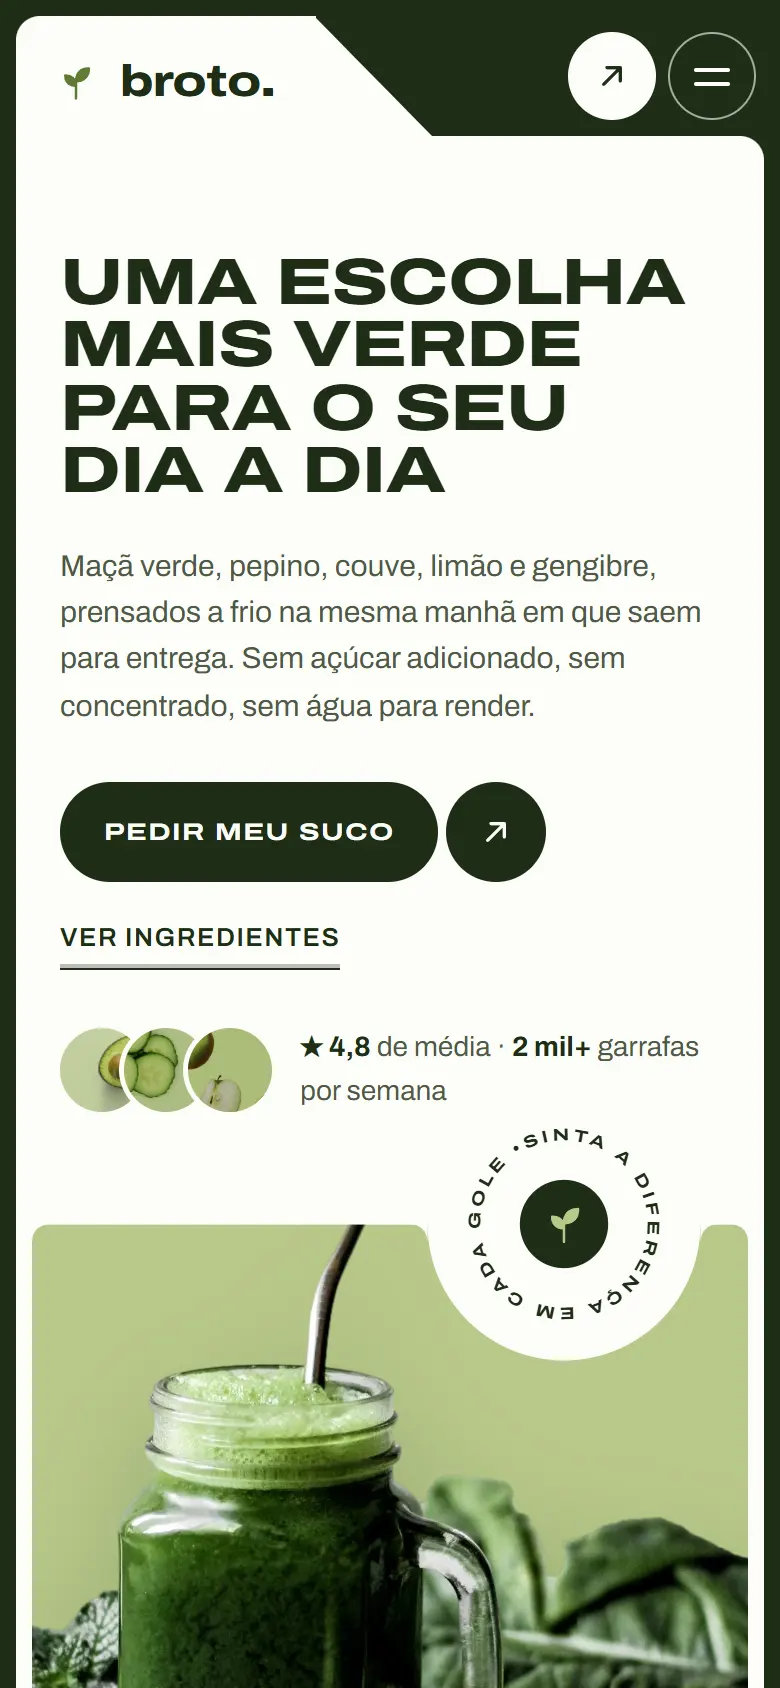 broto.
UMA ESCOLHA
MAIS VERDE
PARA O SEU
DIA A DIA
Maçã verde, pepino, couve, limão e gengibre,
prensados a frio na mesma manhã em que saem
para entrega. Sem açúcar adicionado, sem
concentrado, sem água para render.
PEDIR MEU SUCO
VER INGREDIENTES
★ 4,8 de média · 2 mil+ garrafas
por semana
SINTA A DIFERENÇA EM CADA GOLE •